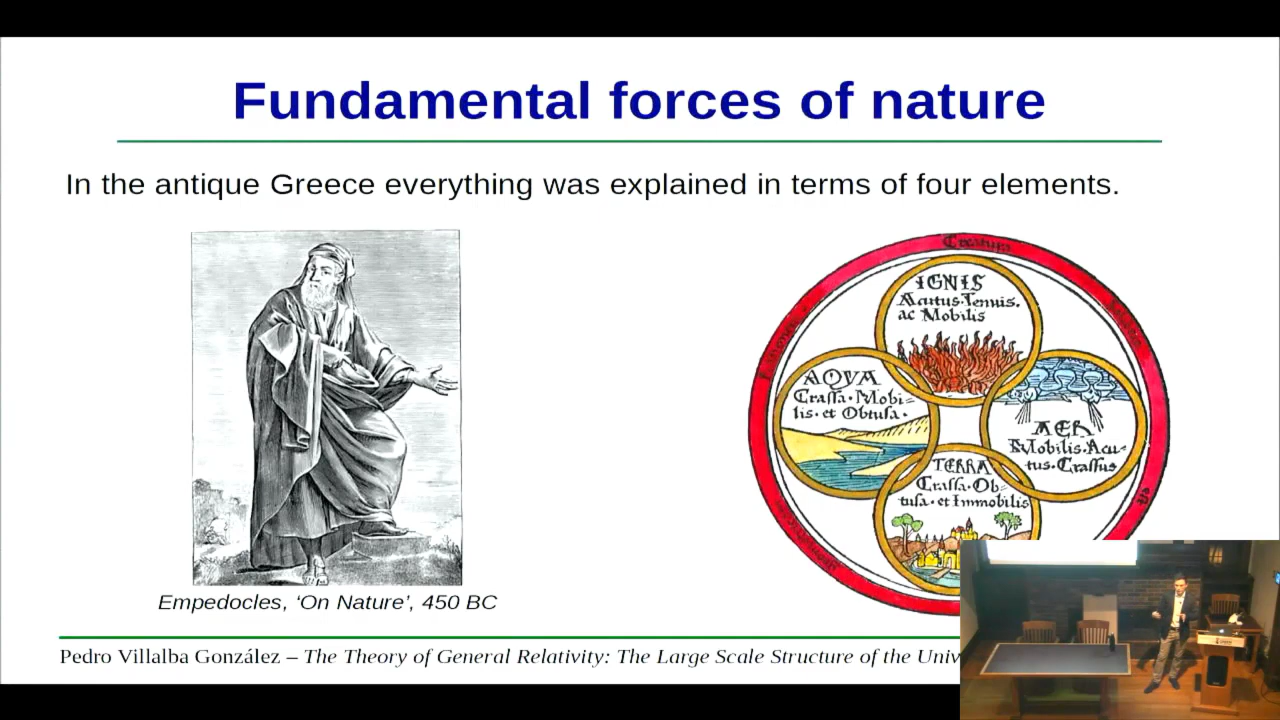 Fundamental forces of nature
In the antique Greece everything was explained in terms of four elements.
IGNIS
Acutus·Tenuis.
ac Mobilis
AQVA
Crassa·Mobi=
lis·et Obtusa·
AER
Mobilis·Acu-
tus·Crassus
TERRA
Crassa·Ob-
tusa·et Immobilis
Empedocles, ‘On Nature’, 450 BC
Pedro Villalba González – The Theory of General Relativity: The Large Scale Structure of the Univ